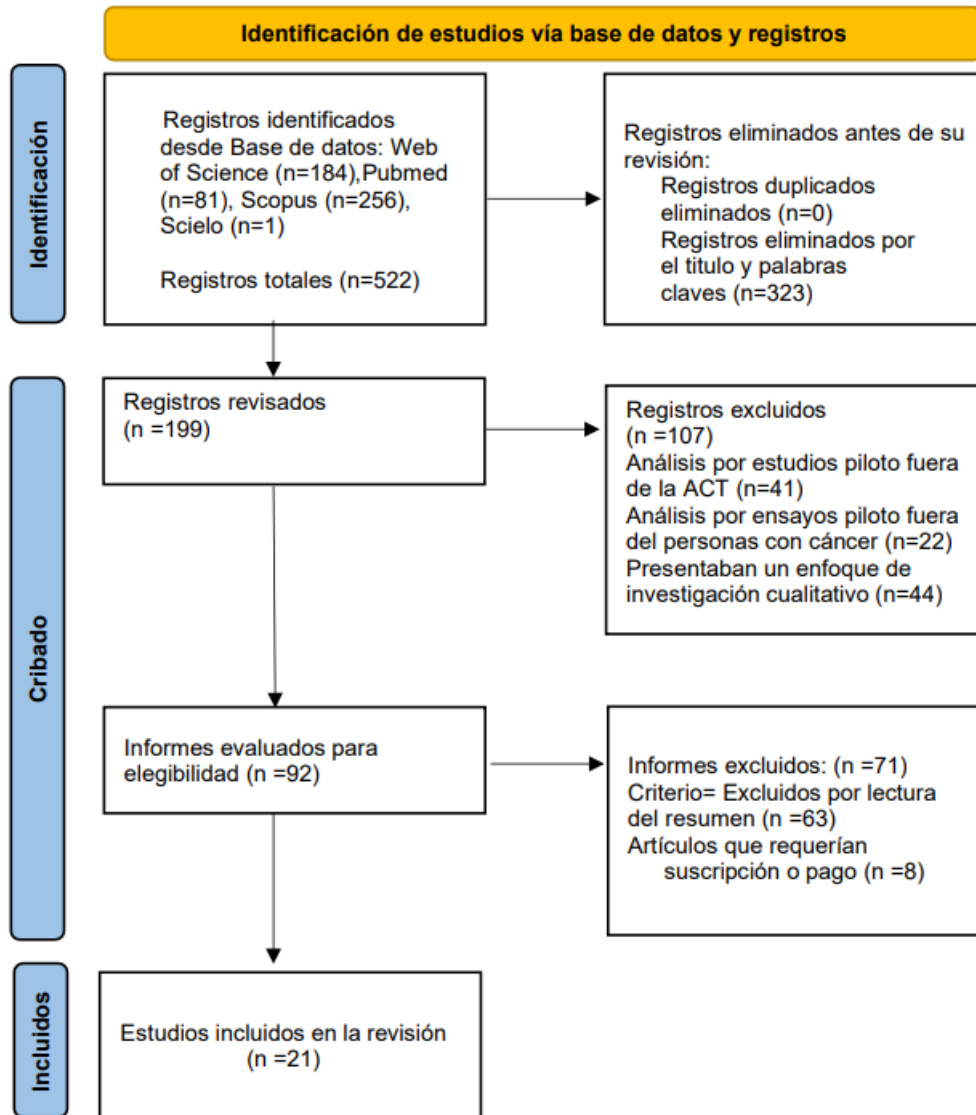 Identificación de estudios vía base de datos y registros
Identificación
Registros identificados
desde Base de datos: Web
of Science (n=184),Pubmed
(n=81), Scopus (n=256),
Scielo (n=1)
Registros totales (n=522)
Registros eliminados antes de su
revisión:
Registros duplicados
eliminados (n=0)
Registros eliminados por
el titulo y palabras
claves (n=323)
Cribado
Registros revisados
(n =199)
Registros excluidos
(n =107)
Análisis por estudios piloto fuera
de la ACT (n=41)
Análisis por ensayos piloto fuera
del personas con cáncer (n=22)
Presentaban un enfoque de
investigación cualitativo (n=44)
Informes evaluados para
elegibilidad (n =92)
Informes excluidos: (n =71)
Criterio= Excluidos por lectura
del resumen (n =63)
Artículos que requerían
suscripción o pago (n =8)
Incluidos
Estudios incluidos en la revisión
(n =21)